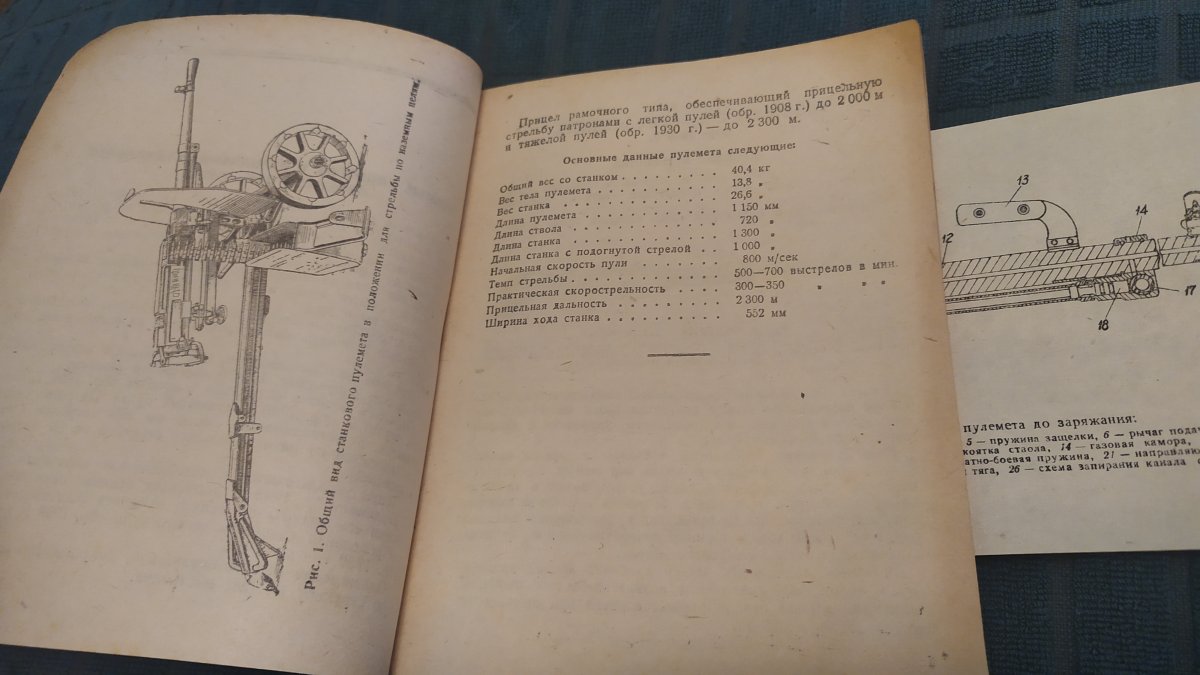 Рис. 1. Общий вид станкового пулемета в положении для стрельбы по наземным целям:
Прицел рамочного типа, обеспечивающий прицельную
стрельбу патронами с легкой пулей (обр. 1908 г.) до 2 000 м
и тяжелой пулей (обр. 1930 г.) — до 2 300 м.
Основные данные пулемета следующие:
Общий вес со станком . . . . . . . . . 40,4 кг
Вес тела пулемета . . . . . . . . . . . 13,8 „
Вес станка . . . . . . . . . . . . . . 26,6 „
Длина пулемета . . . . . . . . . . . . 1 150 мм
Длина ствола . . . . . . . . . . . . . 720 „
Длина станка . . . . . . . . . . . . . 1 300 „
Длина станка с подогнутой стрелой . . 1 000 „
Начальная скорость пули . . . . . . . 800 м/сек
Темп стрельбы . . . . . . . . . . . . 500—700 выстрелов в мин.
Практическая скорострельность . . . . 300—350 „ „ „
Прицельная дальность . . . . . . . . . 2 300 м
Ширина хода станка . . . . . . . . . . 552 мм
13
14
12
17
18
пулемета до заряжания:
5 — пружина защелки, 6 — рычаг пода
коятка ствола, 14 — газовая камора,
атно-боевая пружина, 21 — направляю
тяга, 26 — схема запирания канала с